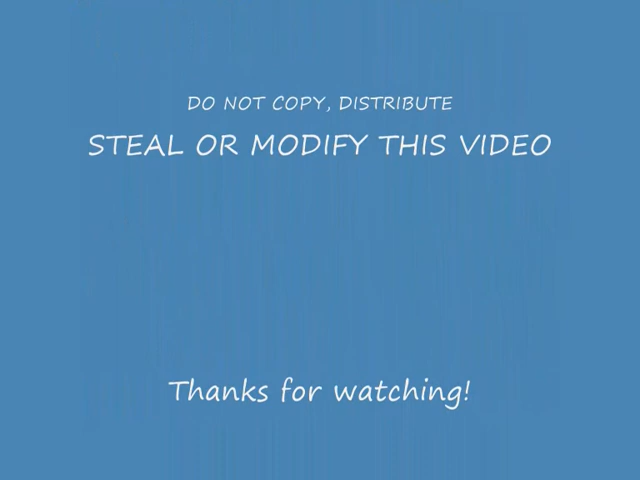 DO NOT COPY, DISTRIBUTE
STEAL OR MODIFY THIS VIDEO
Thanks for watching!